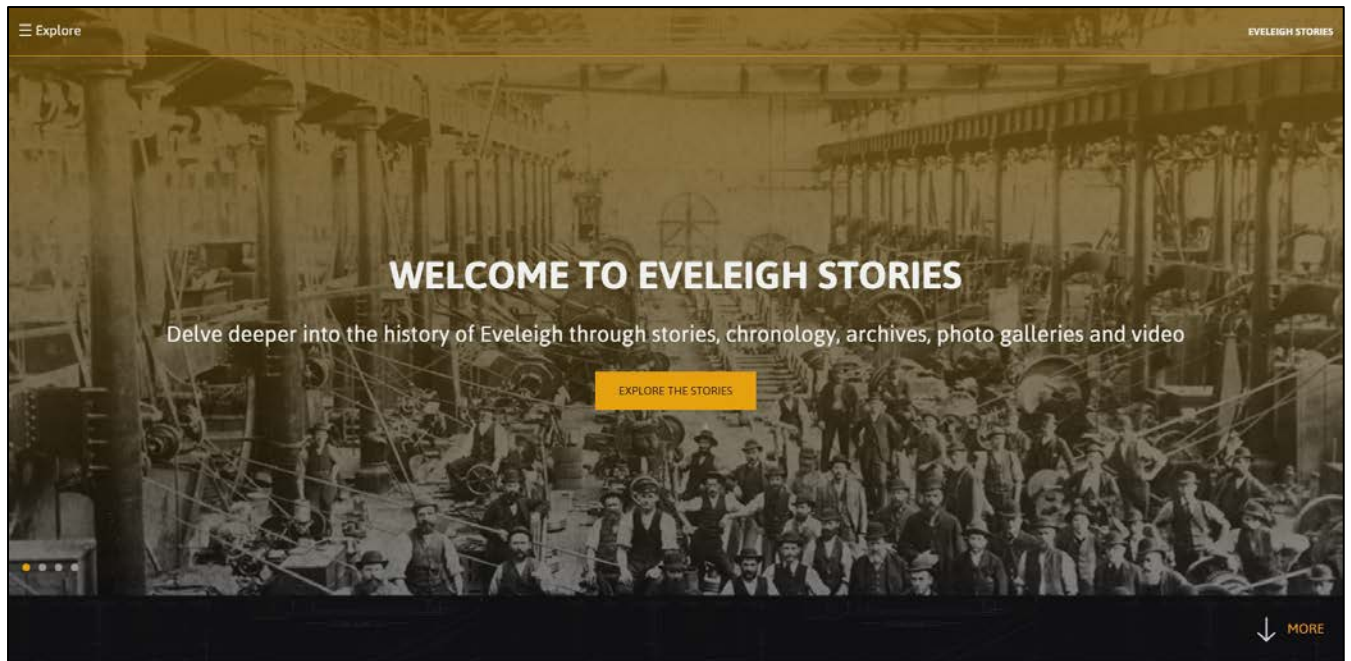 Explore
EVELEIGH STORIES
WELCOME TO EVELEIGH STORIES
Delve deeper into the history of Eveleigh through stories, chronology, archives, photo galleries and video
EXPLORE THE STORIES
MORE